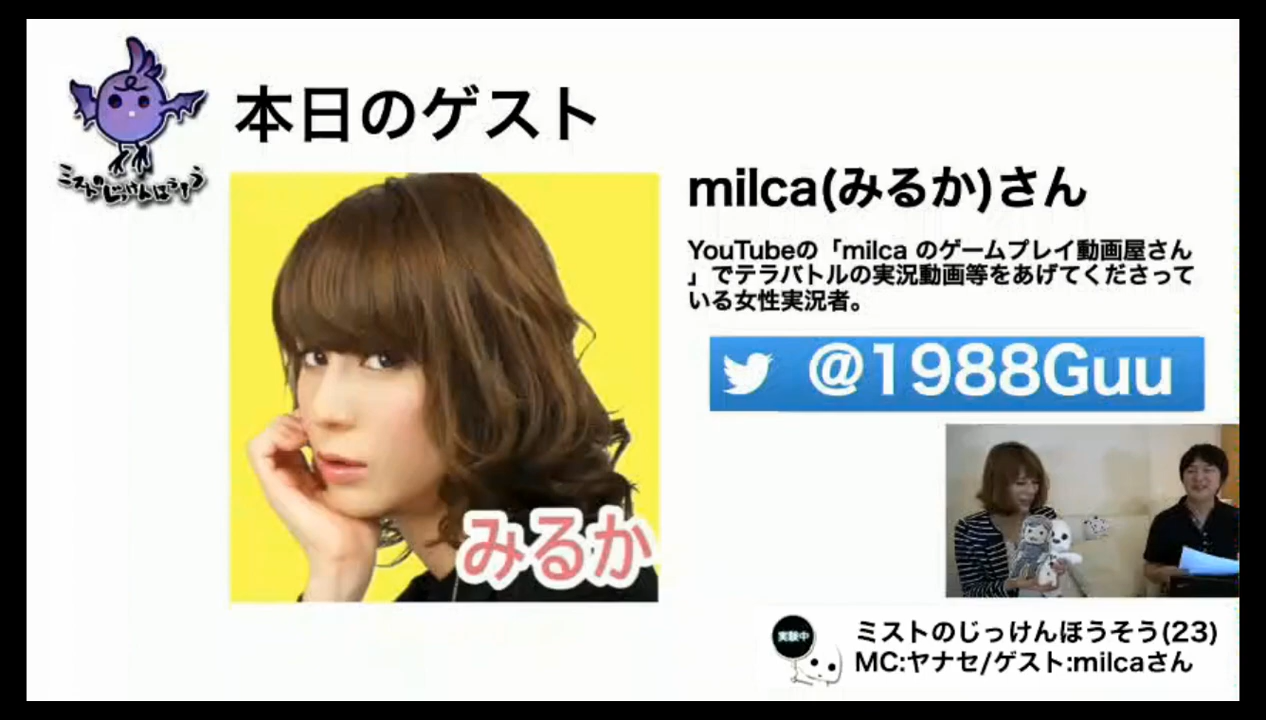 本日のゲスト
ミストのじっけんほうそう
milca(みるか)さん
YouTubeの「milca のゲームプレイ動画屋さん
」でテラバトルの実況動画等をあげてくださって
いる女性実況者。
@1988Guu
みるか
実験中
ミストのじっけんほうそう(23)
MC:ヤナセ/ゲスト:milcaさん